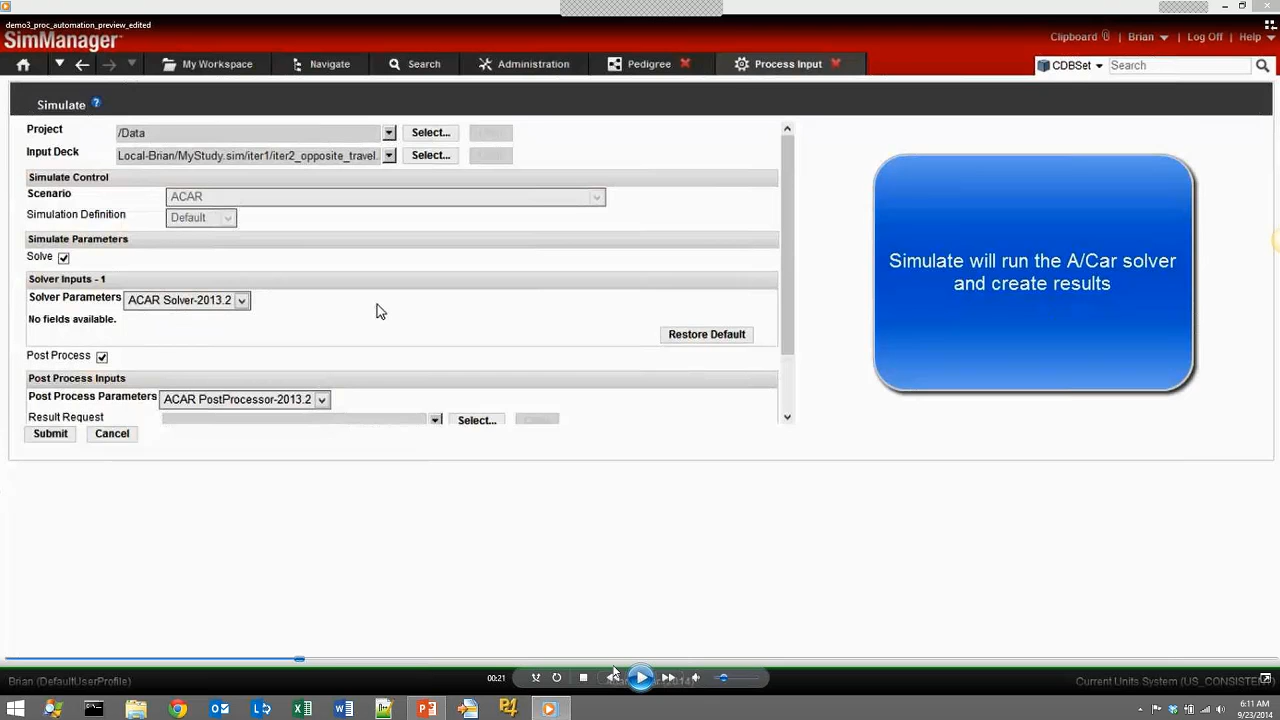 demo3_proc_automation_preview_edited
SimManager
Clipboard Brian Log Off Help
My Workspace Navigate Search Administration Pedigree Process Input CDBSet Search
Simulate
Project /Data Select...
Input Deck Local-Brian/MyStudy.sim/iter1/iter2_opposite_travel. Select...
Simulate Control
Scenario ACAR
Simulation Definition Default
Simulate Parameters
Solve
Solver Inputs - 1
Solver Parameters ACAR Solver-2013.2
No fields available.
Restore Default
Post Process
Post Process Inputs
Post Process Parameters ACAR PostProcessor-2013.2
Result Request Select...
Submit Cancel
Simulate will run the A/Car solver
and create results
00:21
Brian (DefaultUserProfile) Current Units System (US_CONSISTENT)
6:11 AM
9/23/2014